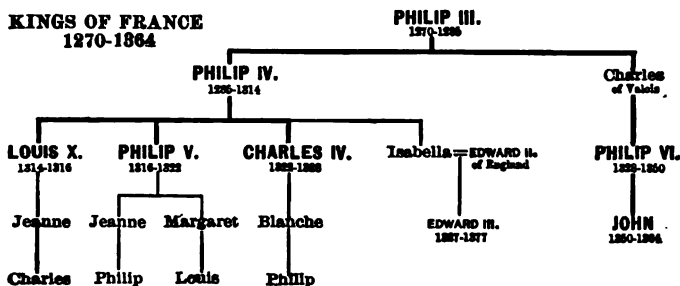 KINGS OF FRANCE
1270-1364
PHILIP III.
1270-1285
PHILIP IV.
1285-1314
Charles
of Valois
LOUIS X.
1314-1316
PHILIP V.
1316-1322
CHARLES IV.
1322-1328
Isabella=EDWARD II.
of England
PHILIP VI.
1328-1350
Jeanne
Jeanne
Margaret
Blanche
EDWARD III.
1327-1377
JOHN
1350-1364
Charles
Philip
Louis
Philip